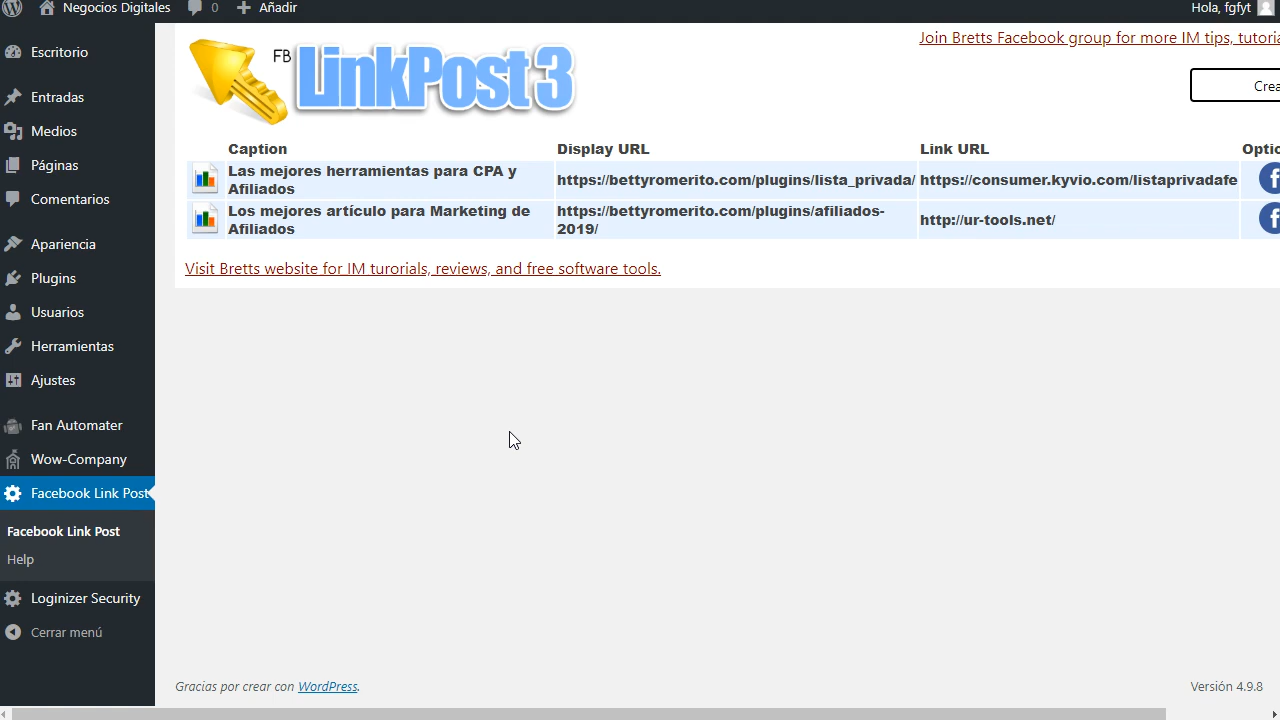 Negocios Digitales
0
Añadir
Hola, fgfyt
Escritorio
Entradas
Medios
Páginas
Comentarios
Apariencia
Plugins
Usuarios
Herramientas
Ajustes
Fan Automater
Wow-Company
Facebook Link Post
Facebook Link Post
Help
Loginizer Security
Cerrar menú
Join Bretts Facebook group for more IM tips,
FB LinkPost 3
Caption Display URL Link URL
Las mejores herramientas para CPA y
Afiliados
https://bettyromerito.com/plugins/lista_privada/
https://consumer.kyvio.com/listaprivadafe
Los mejores artículo para Marketing de
Afiliados
https://bettyromerito.com/plugins/afiliados-
2019/
http://ur-tools.net/
Visit Bretts website for IM turorials, reviews, and free software tools.
Gracias por crear con WordPress.
Versión 4.9.8